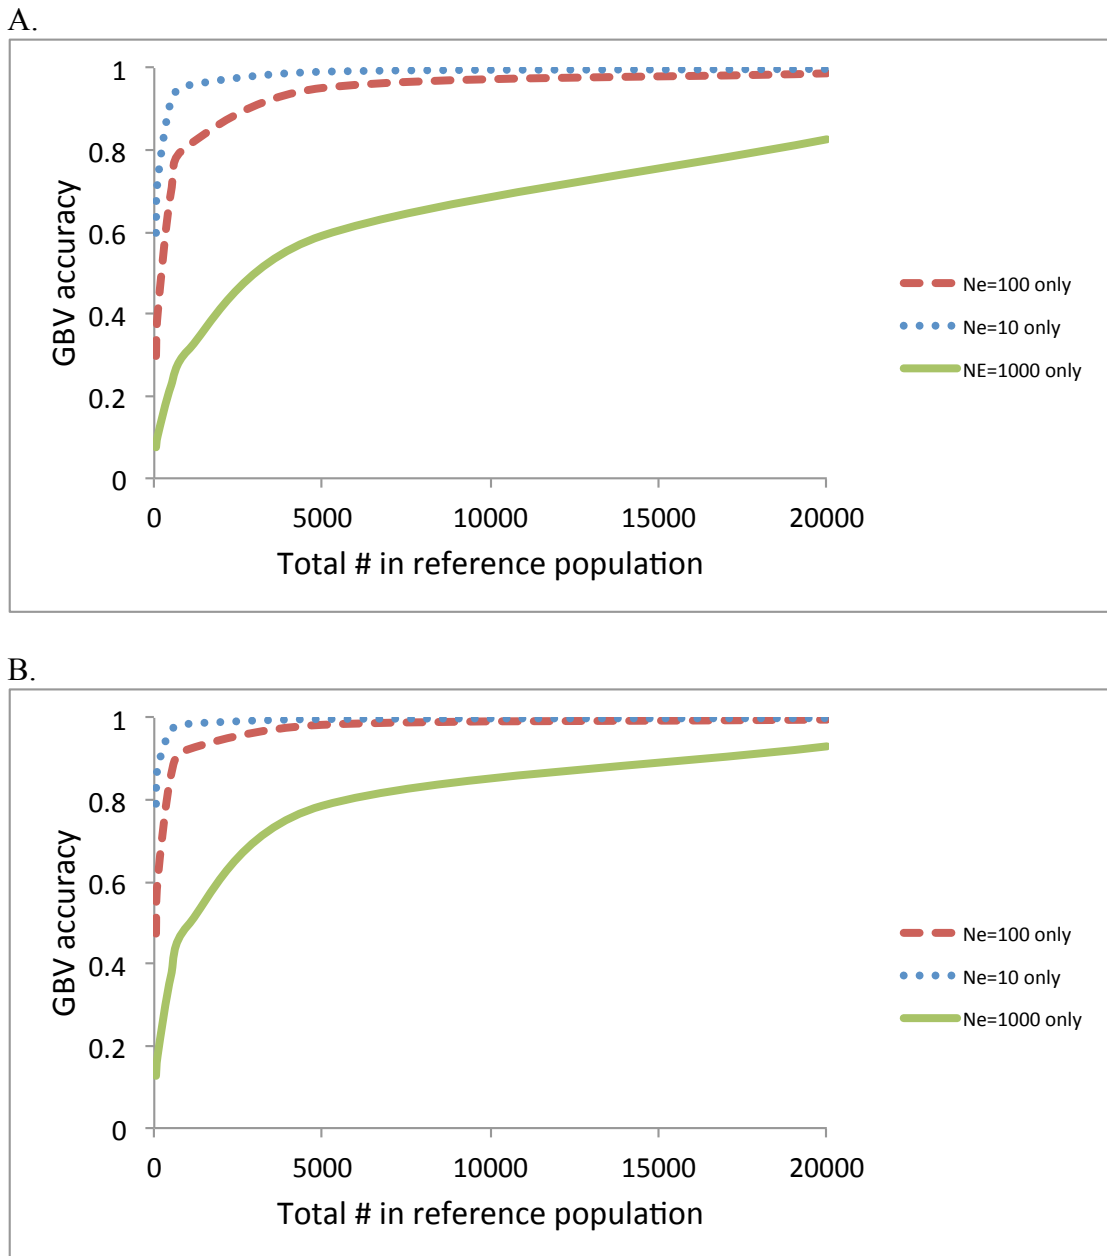 A.
1
0.8
0.6
0.4
0.2
0
GBV accuracy
0 5000 10000 15000 20000
Total # in reference population
Ne=100 only
Ne=10 only
NE=1000 only
B.
1
0.8
0.6
0.4
0.2
0
GBV accuracy
0 5000 10000 15000 20000
Total # in reference population
Ne=100 only
Ne=10 only
Ne=1000 only